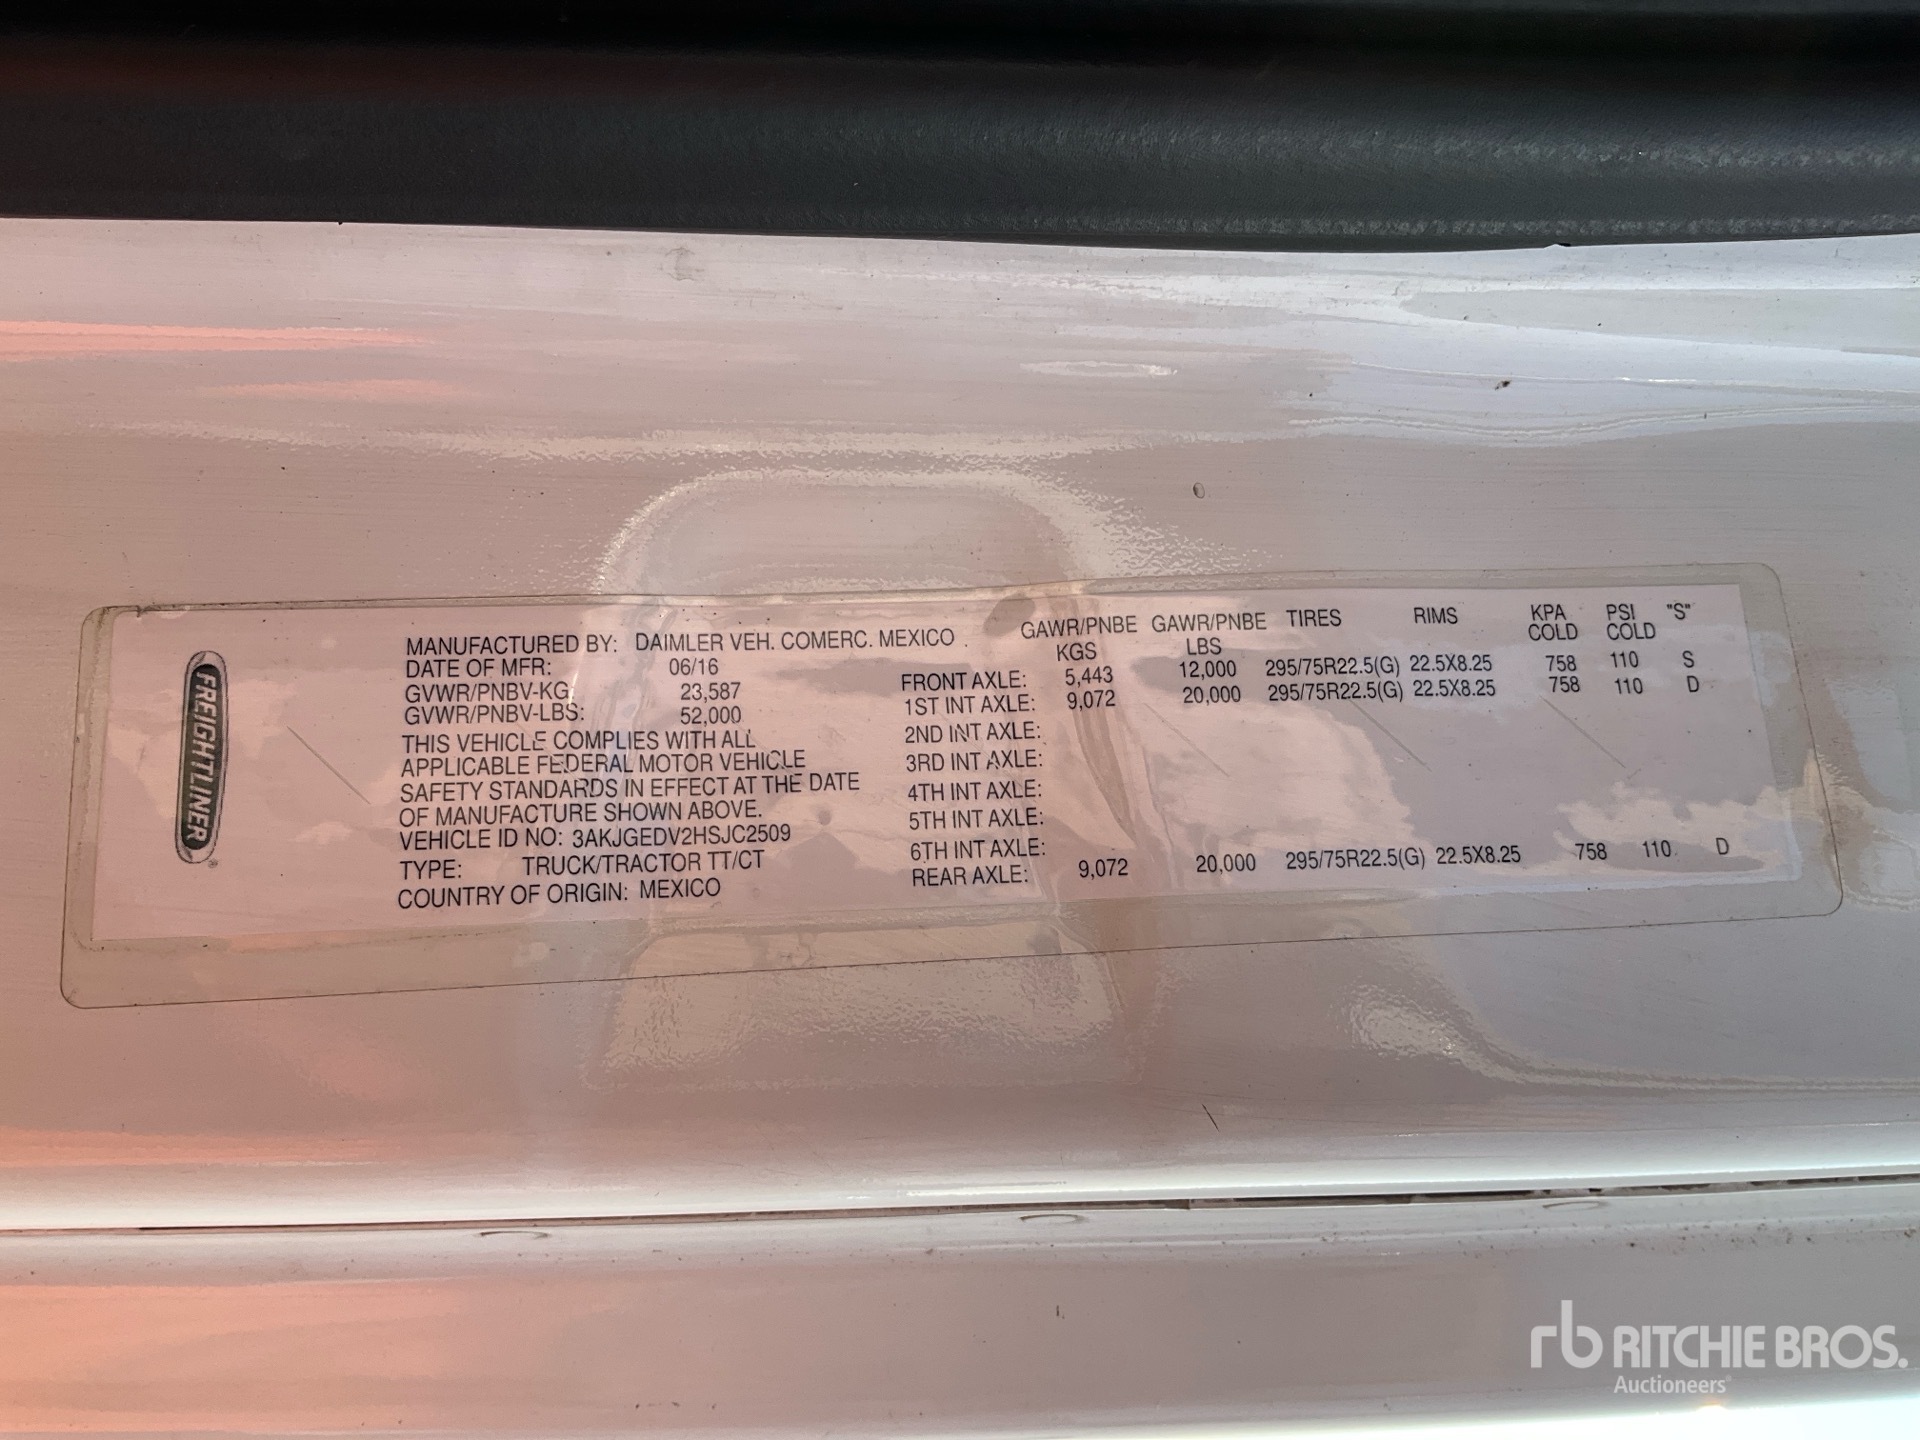 FREIGHTLINER®
MANUFACTURED BY: DAIMLER VEH. COMERC. MEXICO
DATE OF MFR: 06/16
GVWR/PNBV-KG: 23,587
GVWR/PNBV-LBS: 52,000
THIS VEHICLE COMPLIES WITH ALL
APPLICABLE FEDERAL MOTOR VEHICLE
SAFETY STANDARDS IN EFFECT AT THE DATE
OF MANUFACTURE SHOWN ABOVE.
VEHICLE ID NO: 3AKJGEDV2HSJC2509
TYPE: TRUCK/TRACTOR TT/CT
COUNTRY OF ORIGIN: MEXICO
GAWR/PNBE KGS GAWR/PNBE LBS TIRES RIMS KPA COLD PSI COLD "S"
FRONT AXLE: 5,443 12,000 295/75R22.5(G) 22.5X8.25 758 110 S
1ST INT AXLE: 9,072 20,000 295/75R22.5(G) 22.5X8.25 758 110 D
2ND INT AXLE:
3RD INT AXLE:
4TH INT AXLE:
5TH INT AXLE:
6TH INT AXLE:
REAR AXLE: 9,072 20,000 295/75R22.5(G) 22.5X8.25 758 110 D
rb RITCHIE BROS.
Auctioneers